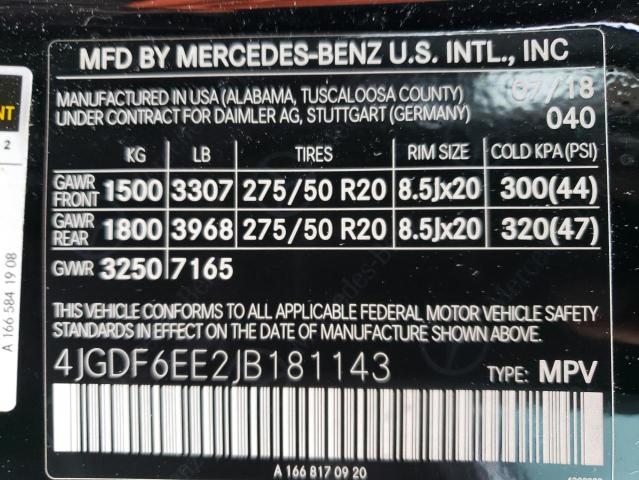 MFD BY MERCEDES-BENZ U.S. INTL., INC
MANUFACTURED IN USA (ALABAMA, TUSCALOOSA COUNTY) 07/18
UNDER CONTRACT FOR DAIMLER AG, STUTTGART (GERMANY) 040
KG LB TIRES RIM SIZE COLD KPA(PSI)
GAWR FRONT 1500 3307 275/50 R20 8.5Jx20 300(44)
GAWR REAR 1800 3968 275/50 R20 8.5Jx20 320(47)
GVWR 3250 7165
THIS VEHICLE CONFORMS TO ALL APPLICABLE FEDERAL MOTOR VEHICLE SAFETY
STANDARDS IN EFFECT ON THE DATE OF MANUFACTURE SHOWN ABOVE.
4JGDF6EE2JB181143 TYPE: MPV
A 166 817 09 20
A 166 584 19 08
2